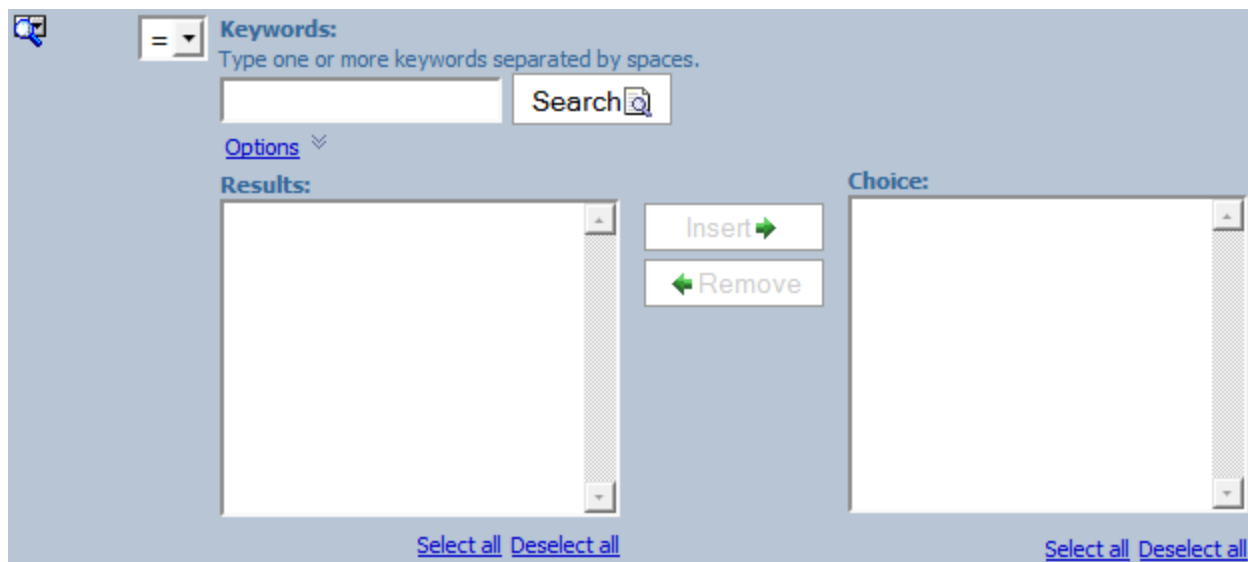 =
Keywords:
Type one or more keywords separated by spaces.
Search
Options
Results:
Choice:
Insert
Remove
Select all Deselect all
Select all Deselect all